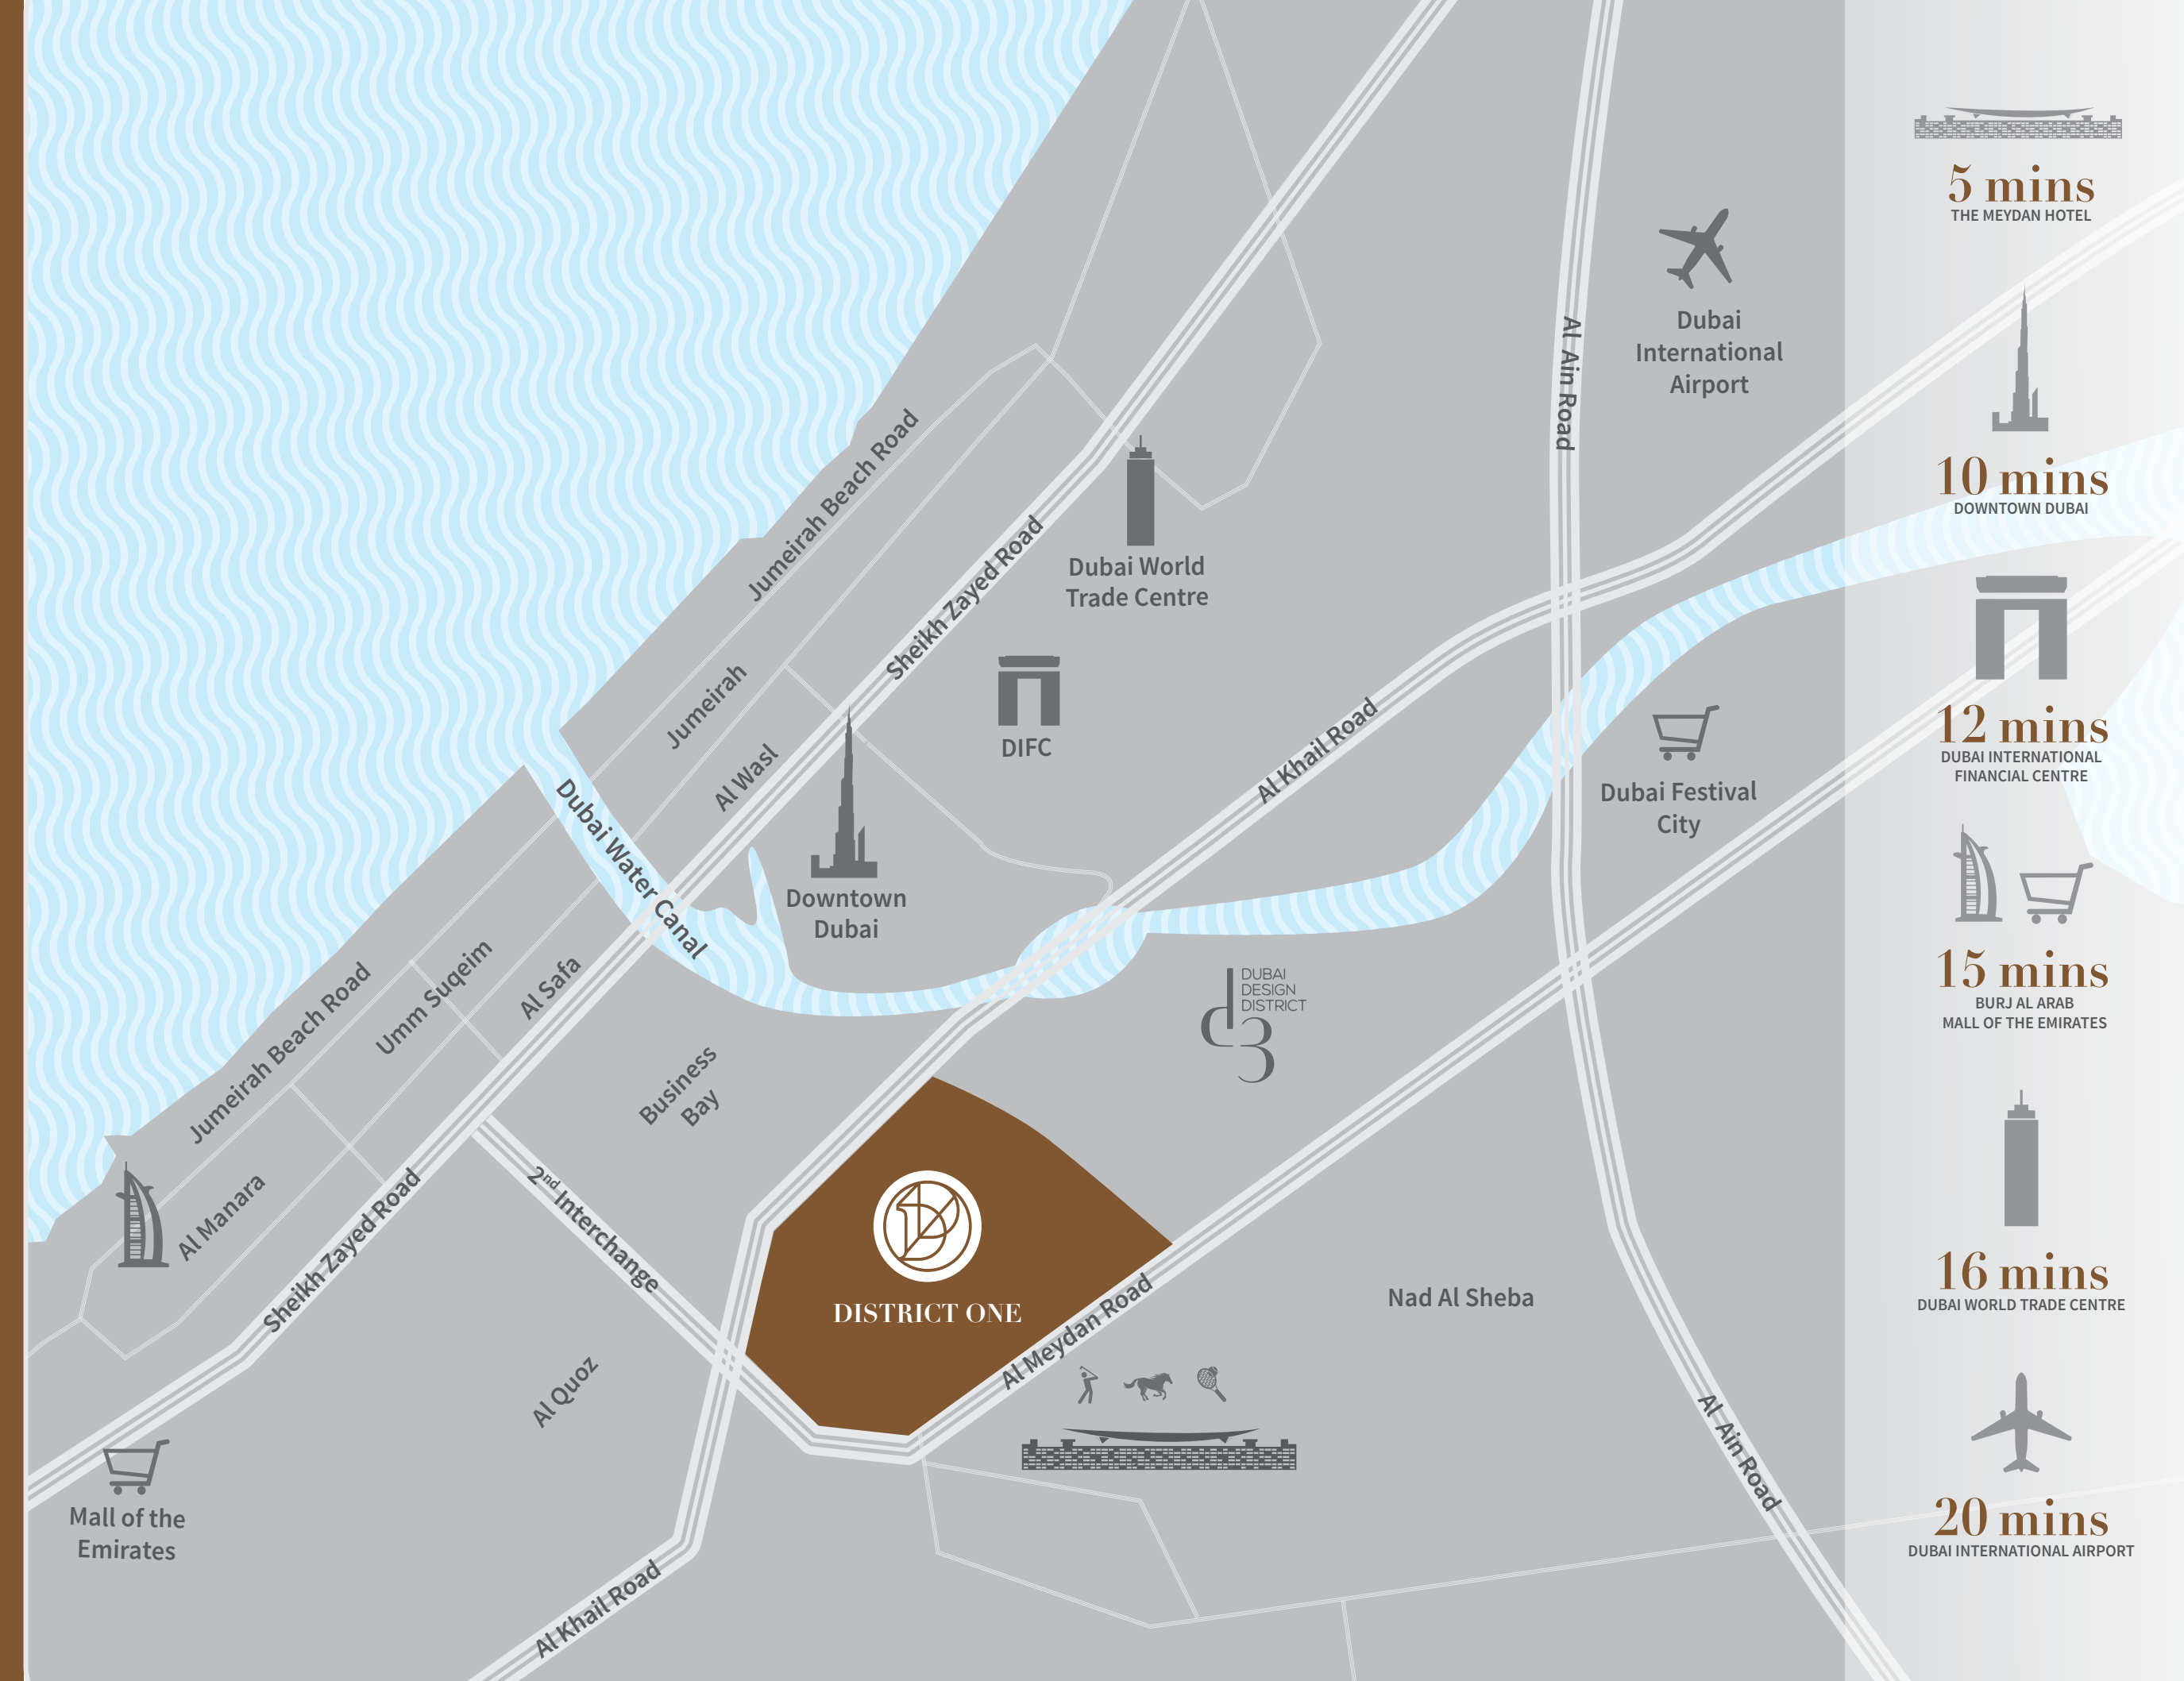 Jumeirah Beach Road
Sheikh Zayed Road
Jumeirah
Al Wasl
Dubai World
Trade Centre
DIFC
Al Ain Road
Dubai
International
Airport
Al Khail Road
Dubai Festival
City
Dubai Water Canal
Downtown
Dubai
DUBAI
DESIGN
DISTRICT
d3
Jumeirah Beach Road
Umm Suqeim
Al Safa
Business
Bay
Al Manara
Sheikh Zayed Road
2nd Interchange
DISTRICT ONE
Al Meydan Road
Nad Al Sheba
Al Quoz
Al Ain Road
Mall of the
Emirates
Al Khail Road
5 mins
THE MEYDAN HOTEL
10 mins
DOWNTOWN DUBAI
12 mins
DUBAI INTERNATIONAL
FINANCIAL CENTRE
15 mins
BURJ AL ARAB
MALL OF THE EMIRATES
16 mins
DUBAI WORLD TRADE CENTRE
20 mins
DUBAI INTERNATIONAL AIRPORT